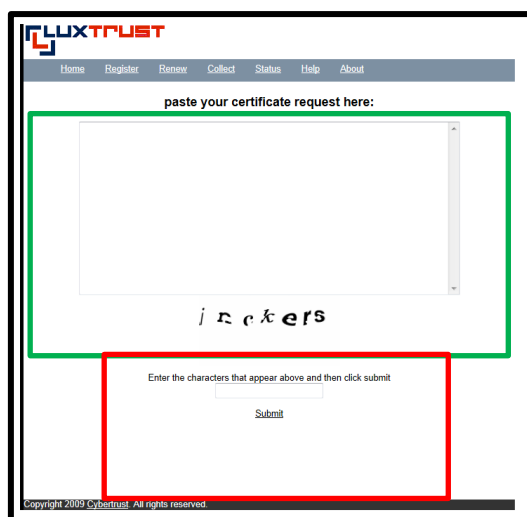 LUXTRUST
Home Register Renew Collect Status Help About
paste your certificate request here:
jnckers
Enter the characters that appear above and then click submit
Submit
Copyright 2009 Cybertrust. All rights reserved.